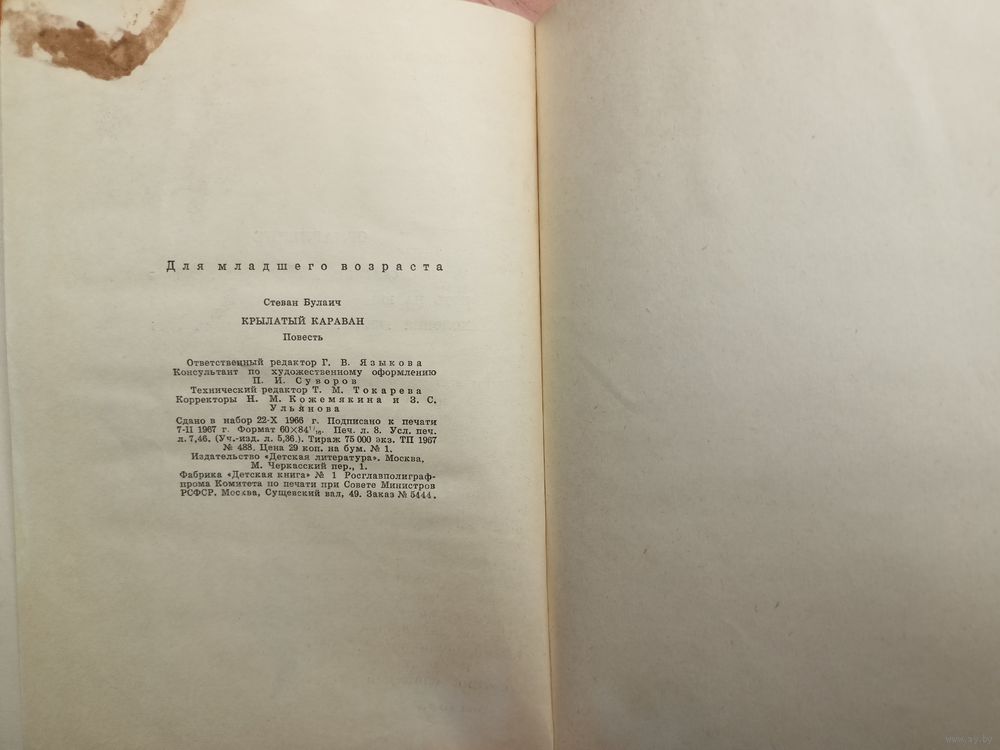 Для младшего возраста
Стеван Булаич
КРЫЛАТЫЙ КАРАВАН
Повесть
Ответственный редактор Г. В. Языкова
Консультант по художественному оформлению
П. И. Суворов
Технический редактор Т. М. Токарева
Корректоры Н. М. Кожемякина и З. С.
Ульянова
Сдано в набор 22-X 1966 г. Подписано к печати
7-II 1967 г. Формат 60×84¹/₁₆. Печ. л. 8. Усл. печ.
л. 7,46. (Уч.-изд. л. 5,36.). Тираж 75 000 экз. ТП 1967
№ 488. Цена 29 коп. на бум. № 1.
Издательство «Детская литература». Москва,
М. Черкасский пер., 1.
Фабрика «Детская книга» № 1 Росглавполиграф-
прома Комитета по печати при Совете Министров
РСФСР. Москва, Сущевский вал, 49. Заказ № 5444.
www.ay.by